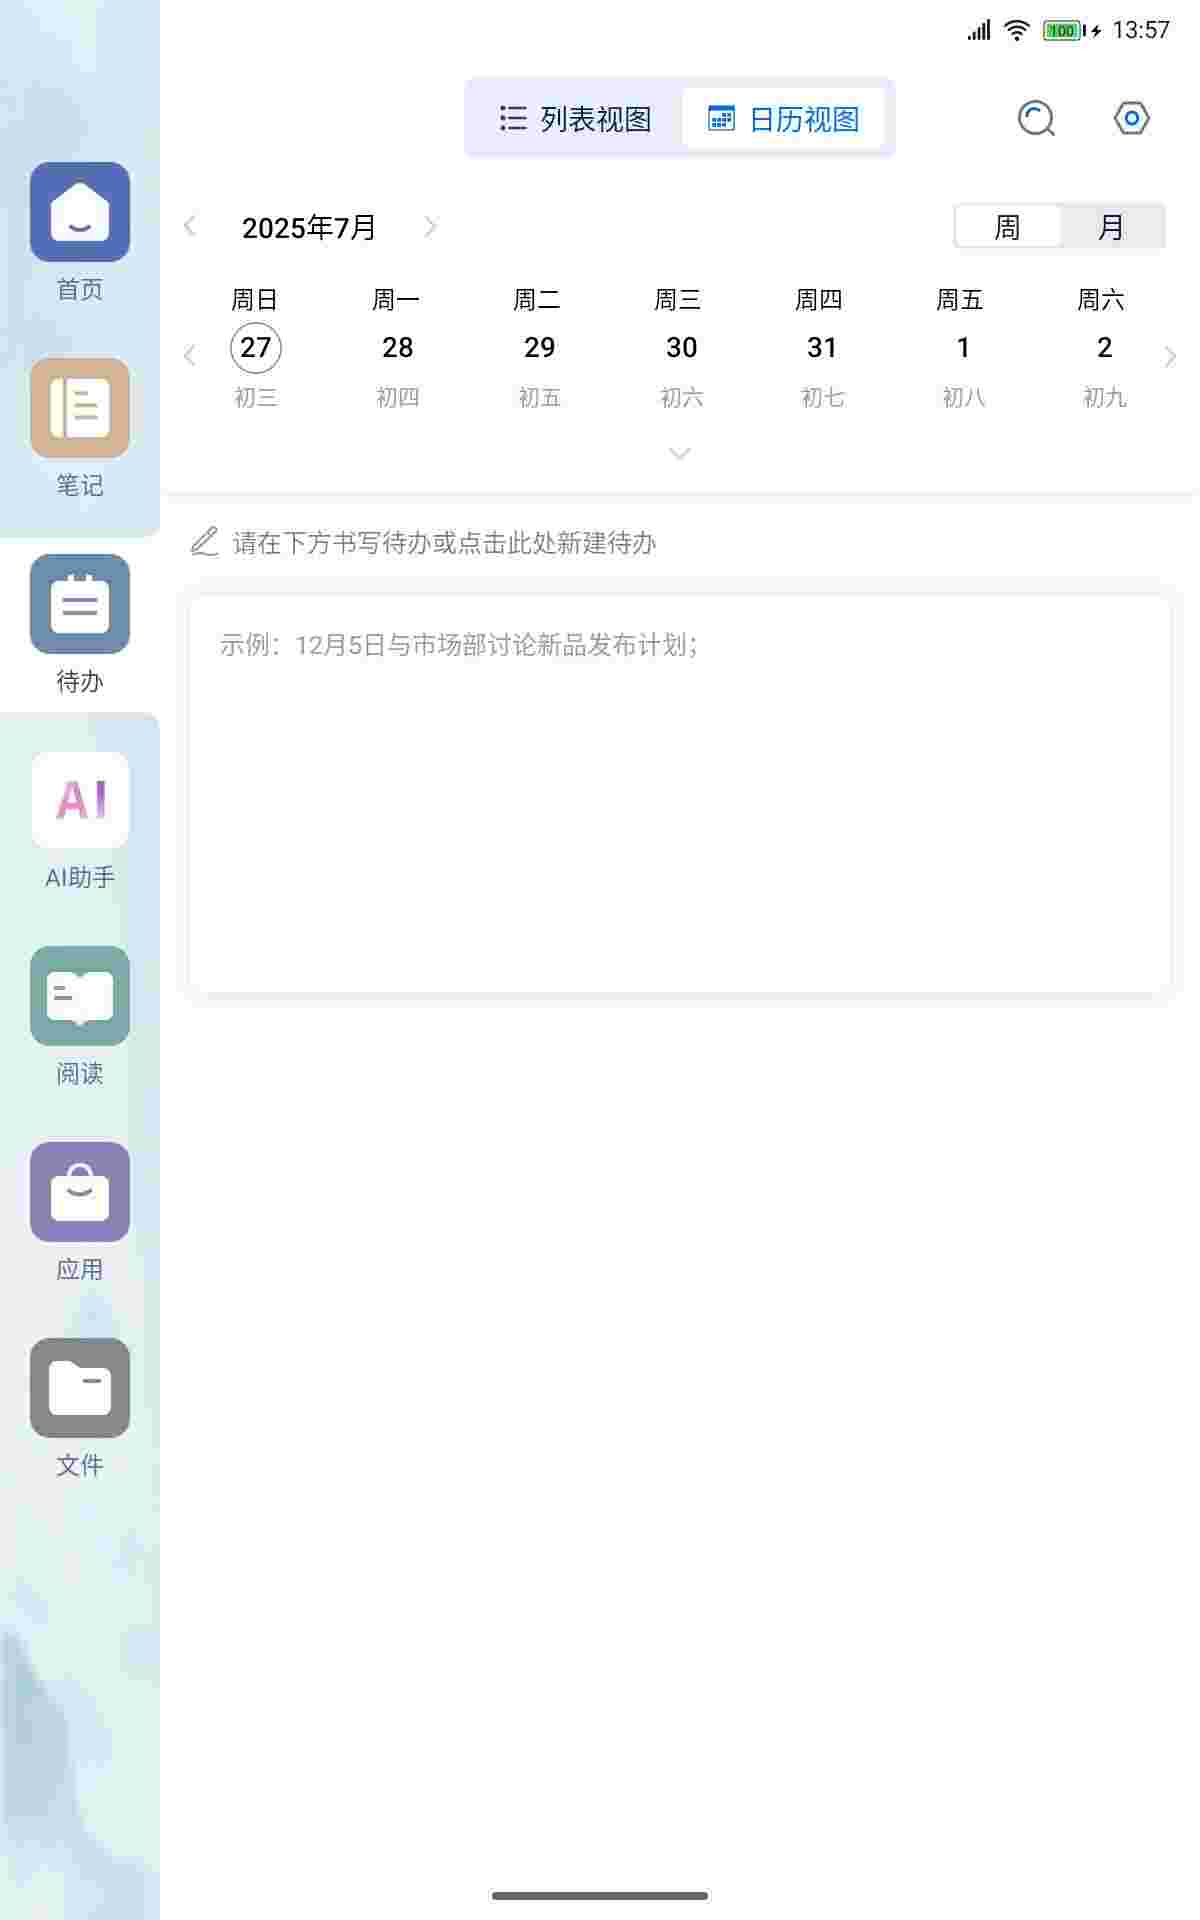 100 13:57
列表视图 日历视图
2025年7月 周 月
周日 周一 周二 周三 周四 周五 周六
27 28 29 30 31 1 2
初三 初四 初五 初六 初七 初八 初九
请在下方书写待办或点击此处新建待办
示例：12月5日与市场部讨论新品发布计划；
首页
笔记
待办
AI
AI助手
阅读
应用
文件